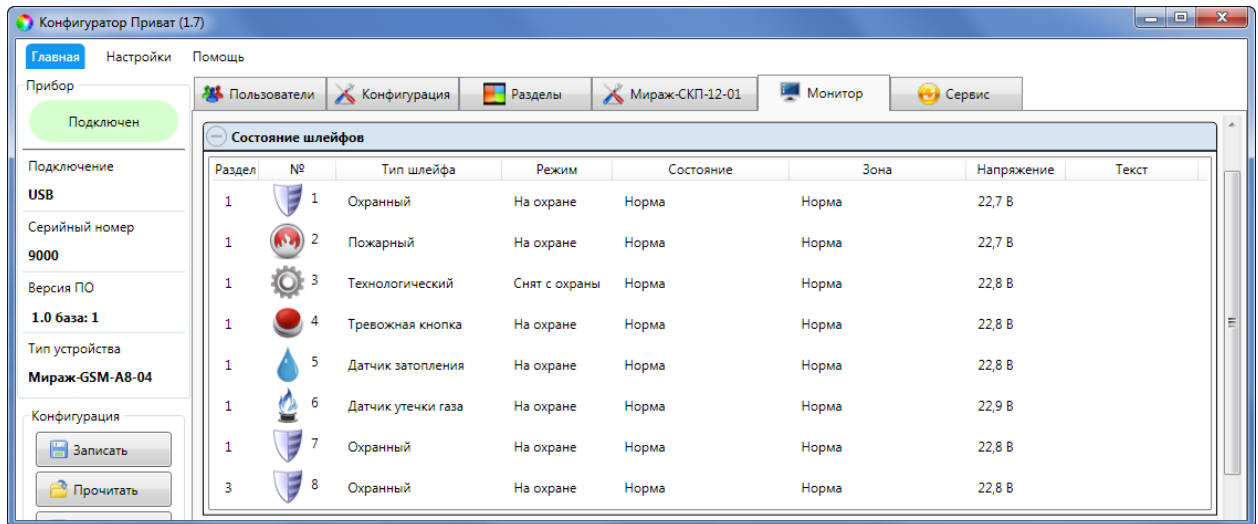 Конфигуратор Приват (1.7)
Главная Настройки Помощь
Прибор
Подключен
Подключение
USB
Серийный номер
9000
Версия ПО
1.0 база: 1
Тип устройства
Мираж-GSM-A8-04
Конфигурация
Записать
Прочитать
Пользователи Конфигурация Разделы Мираж-СКП-12-01 Монитор Сервис
Состояние шлейфов
Раздел № Тип шлейфа Режим Состояние Зона Напряжение Текст
1 1 Охранный На охране Норма Норма 22,7 В
1 2 Пожарный На охране Норма Норма 22,7 В
1 3 Технологический Снят с охраны Норма Норма 22,8 В
1 4 Тревожная кнопка На охране Норма Норма 22,8 В
1 5 Датчик затопления На охране Норма Норма 22,8 В
1 6 Датчик утечки газа На охране Норма Норма 22,9 В
1 7 Охранный На охране Норма Норма 22,8 В
3 8 Охранный На охране Норма Норма 22,8 В